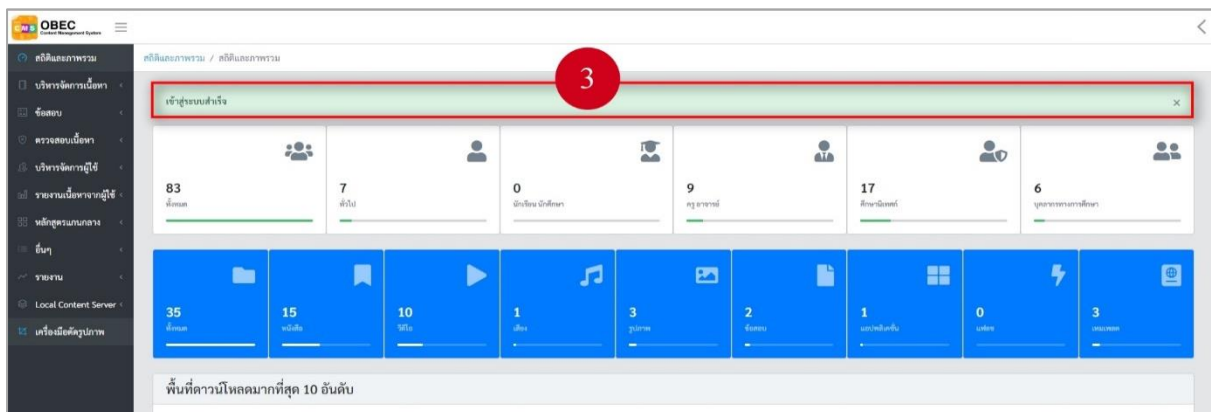 CMS OBEC
Content Management System
สถิติและภาพรวม
บริหารจัดการเนื้อหา
ข้อสอบ
ตรวจสอบเนื้อหา
บริหารจัดการผู้ใช้
รายงานเนื้อหาจากผู้ใช้
หลักสูตรแกนกลาง
อื่นๆ
รายงาน
Local Content Server
เครื่องมือตัดรูปภาพ
สถิติและภาพรวม / สถิติและภาพรวม
3
เข้าสู่ระบบสำเร็จ ×
83 7 0 9 17 6
ทั้งหมด ทั่วไป นักเรียน นักศึกษา ครู อาจารย์ ศึกษานิเทศก์ บุคลากรทางการศึกษา
35 15 10 1 3 2 1 0 3
ทั้งหมด หนังสือ วิดีโอ เสียง รูปภาพ ข้อสอบ แอปพลิเคชั่น แฟลช เทมเพลต
พื้นที่ดาวน์โหลดมากที่สุด 10 อันดับ